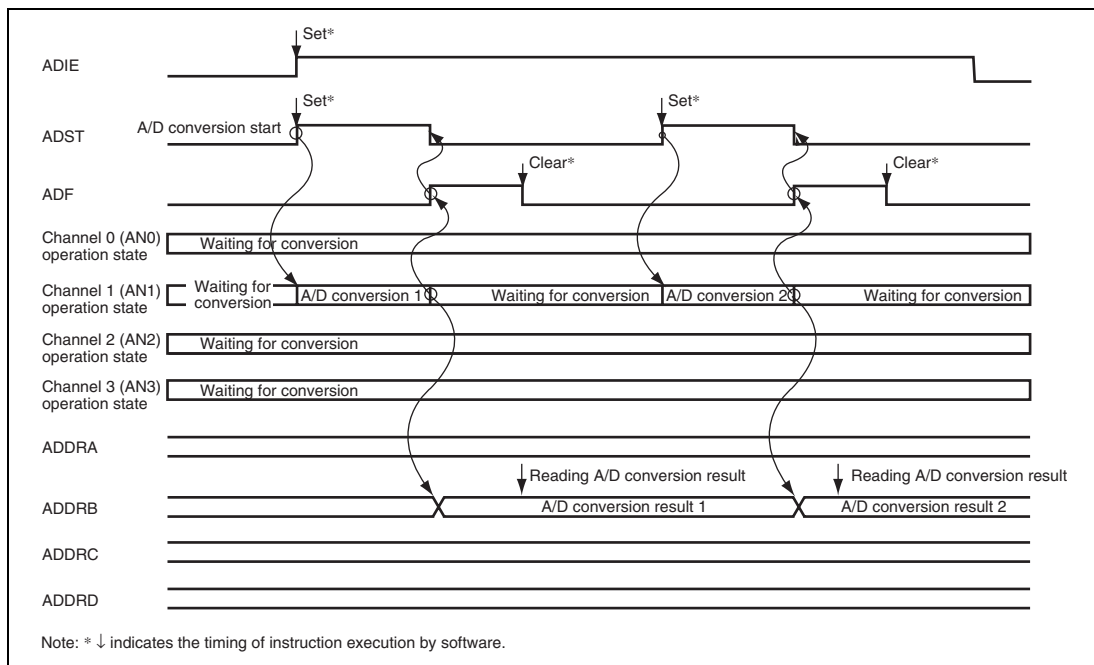 Set*
ADIE
Set*
Set*
A/D conversion start
ADST
Clear*
Clear*
ADF
Channel 0 (AN0)
operation state
Waiting for conversion
Channel 1 (AN1)
operation state
Waiting for
conversion
A/D conversion 1
Waiting for conversion
A/D conversion 2
Waiting for conversion
Channel 2 (AN2)
operation state
Waiting for conversion
Channel 3 (AN3)
operation state
Waiting for conversion
ADDRA
Reading A/D conversion result
Reading A/D conversion result
ADDRB
A/D conversion result 1
A/D conversion result 2
ADDRC
ADDRD
Note: * ↓ indicates the timing of instruction execution by software.